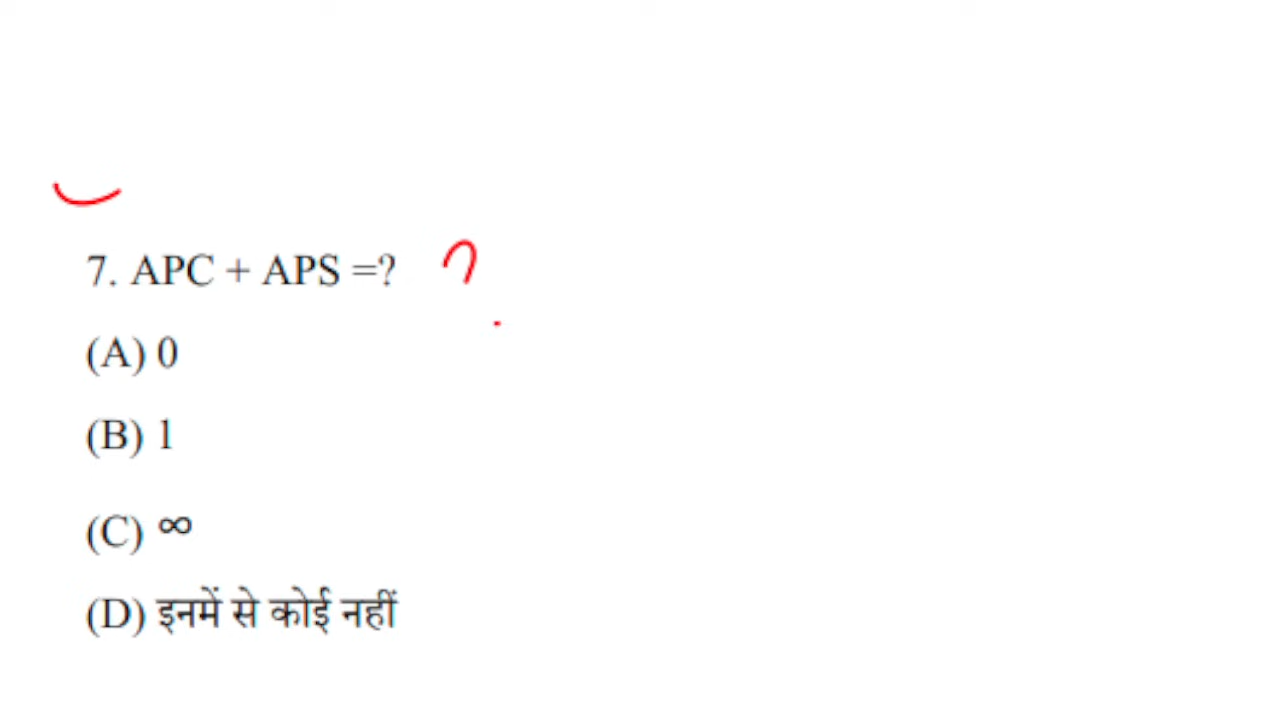 7. APC + APS =?
(A) 0
(B) 1
(C) ∞
(D) इनमें से कोई नहीं